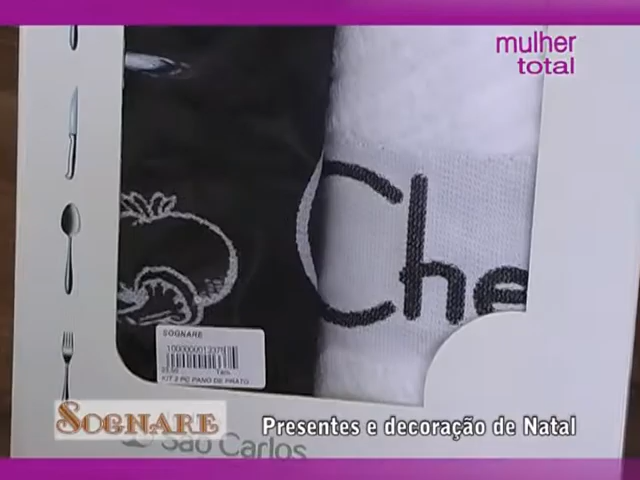 mulher
total
Che
SOGNARE
KIT 2 PC PANO DE PRATO
SOGNARE
Presentes e decoração de Natal
São Carlos